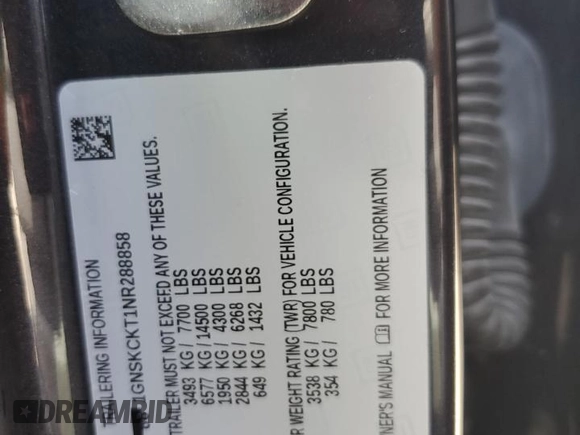 TRAILERING INFORMATION
GNSKCKT1NR288858
TRAILER MUST NOT EXCEED ANY OF THESE VALUES.
3493 KG / 7700 LBS
6577 KG / 14500 LBS
1950 KG / 4300 LBS
2844 KG / 6268 LBS
649 KG / 1432 LBS
WEIGHT RATING (TWR) FOR VEHICLE CONFIGURATION.
3538 KG / 7800 LBS
354 KG / 780 LBS
MANUAL FOR MORE INFORMATION
DREAMBID